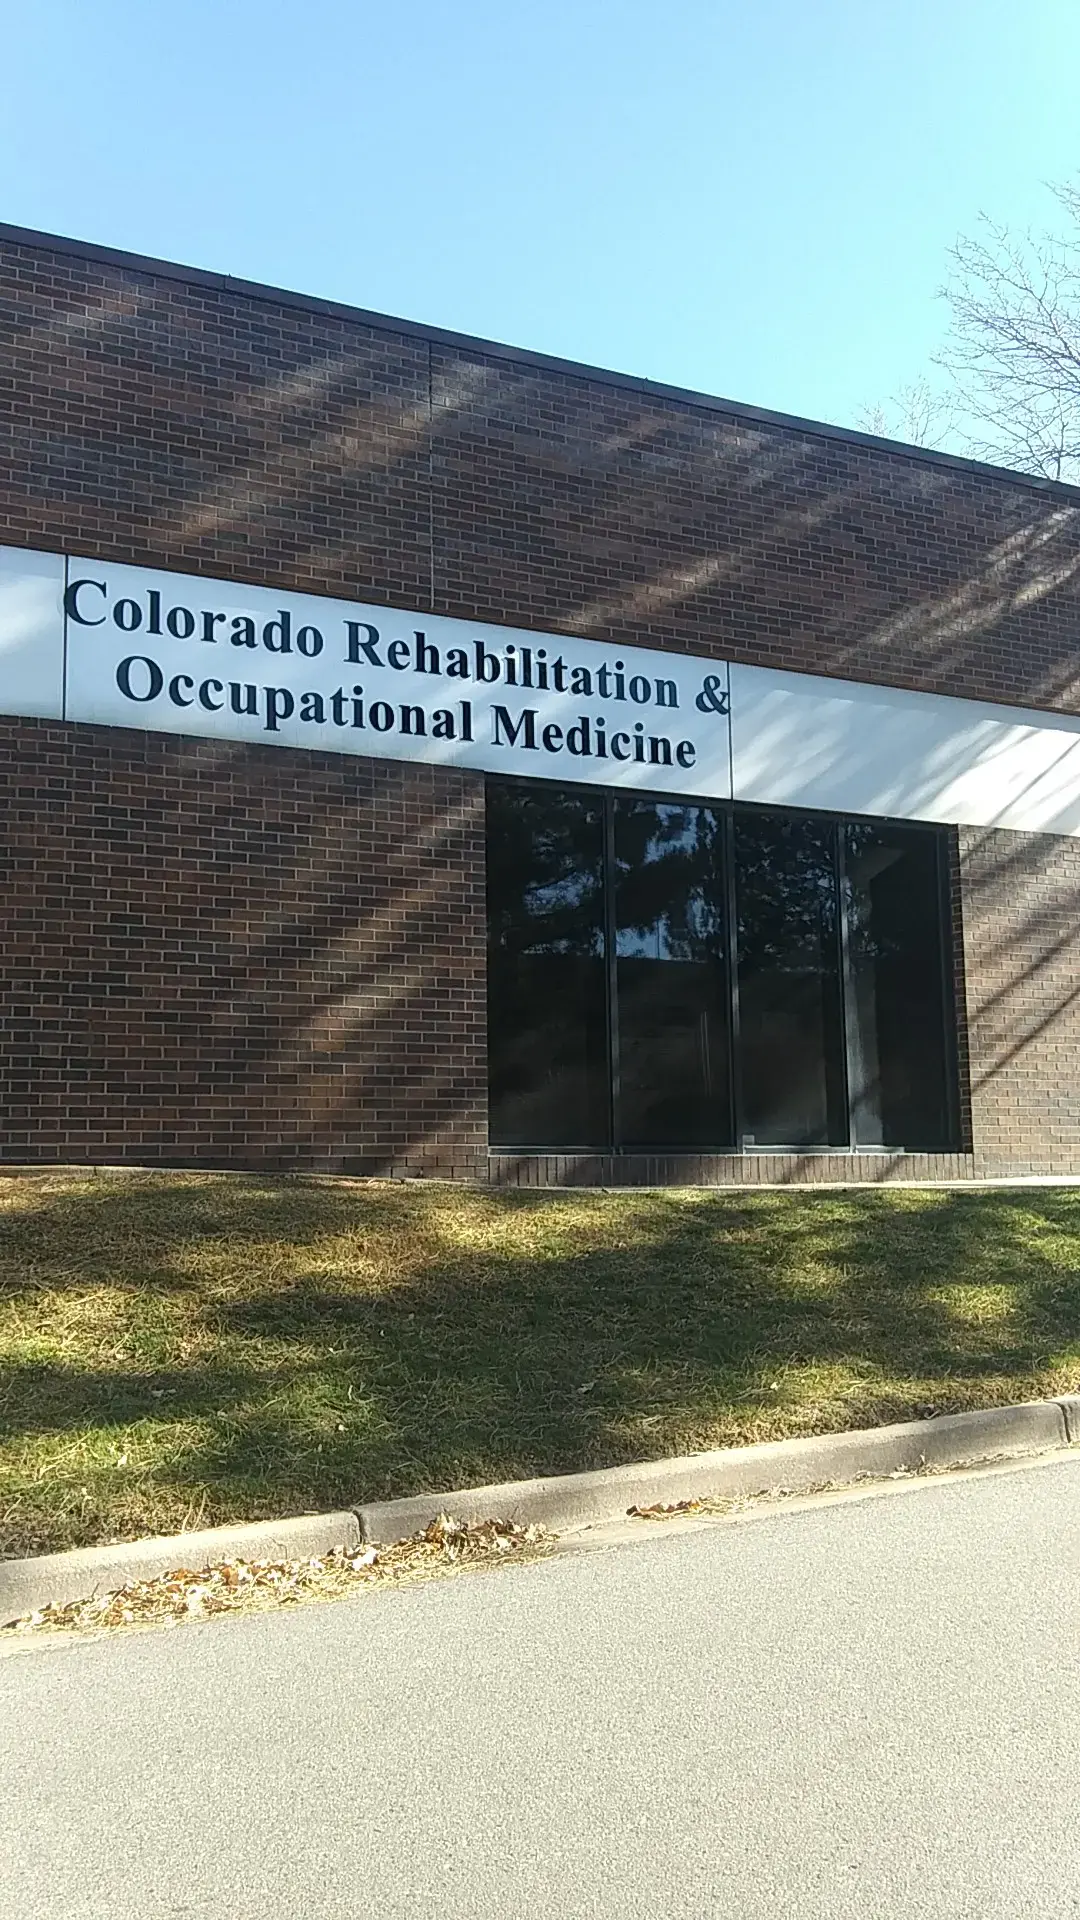 Colorado Rehabilitation &
Occupational Medicine